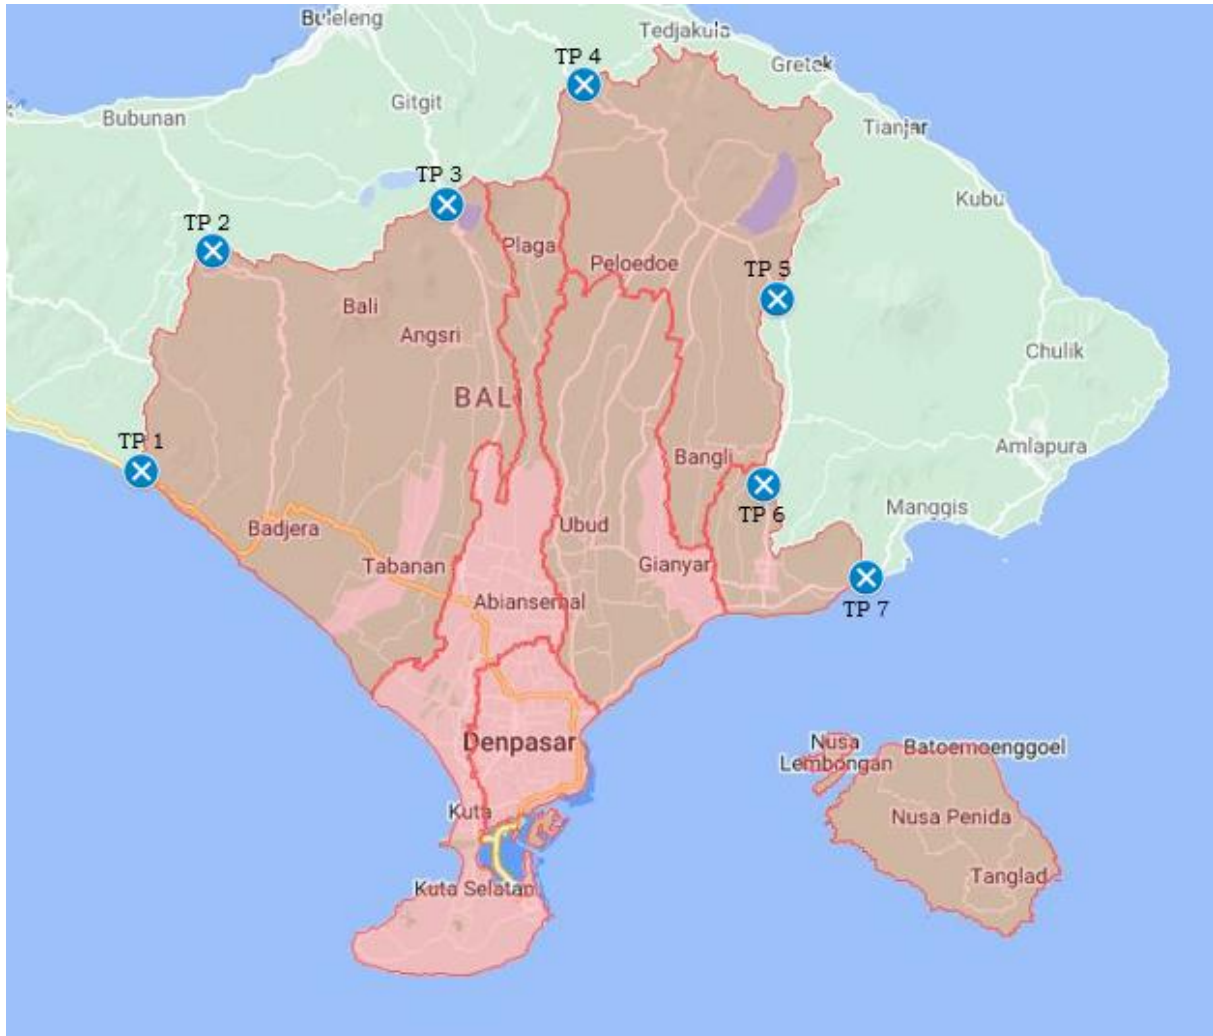 Buleleng
Tedjakula
TP 4
Gretek
Gitgit
Bubunan
Tianjar
TP 3
Kubu
TP 2
Plaga
Peloedoe
TP 5
Bali
Angsri
Chulik
BALI
TP 1
Amlapura
Bangli
Manggis
TP 6
Badjera
Ubud
Tabanan
Gianyar
Abiansemal
TP 7
Denpasar
Nusa
Lembongan
Batoemoenggoel
Kuta
Nusa Penida
Tanglad
Kuta Selatan